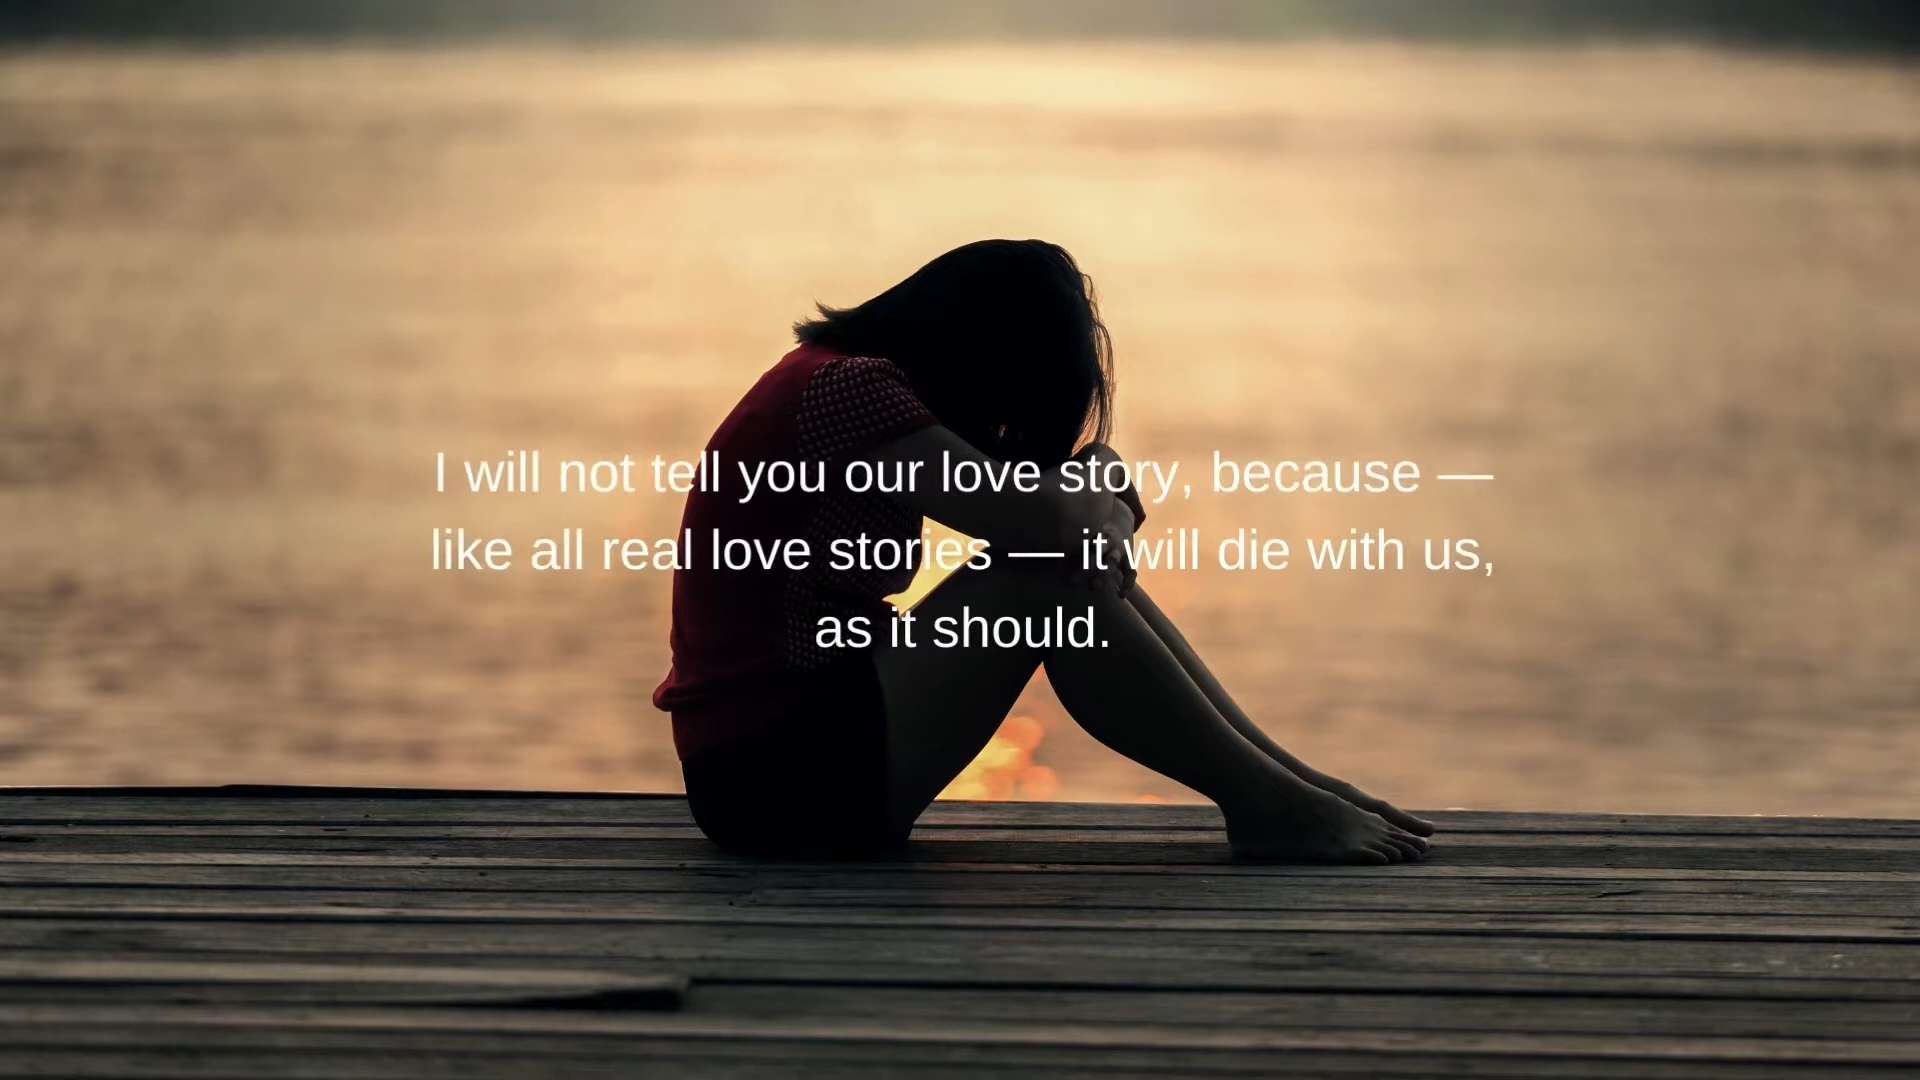 I will not tell you our love story, because —
like all real love stories — it will die with us,
as it should.